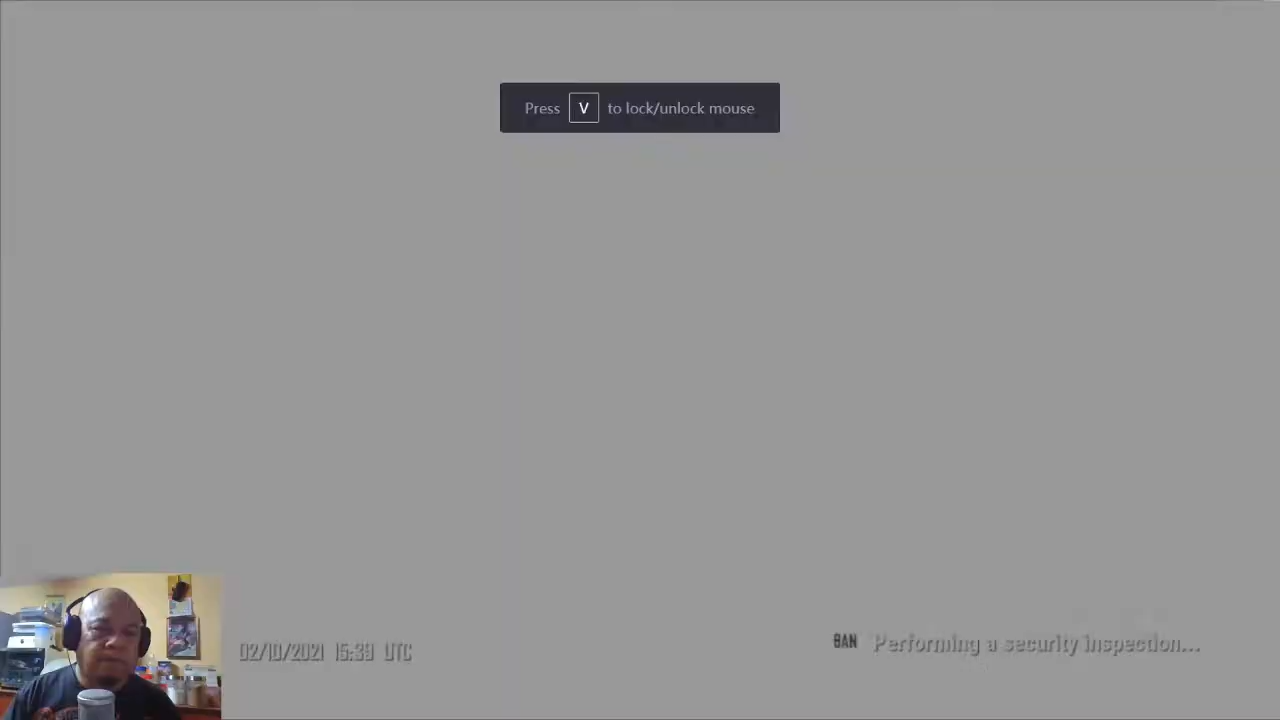 Press V to lock/unlock mouse
02/10/2021 15:39 UTC
BAN Performing a security inspection...